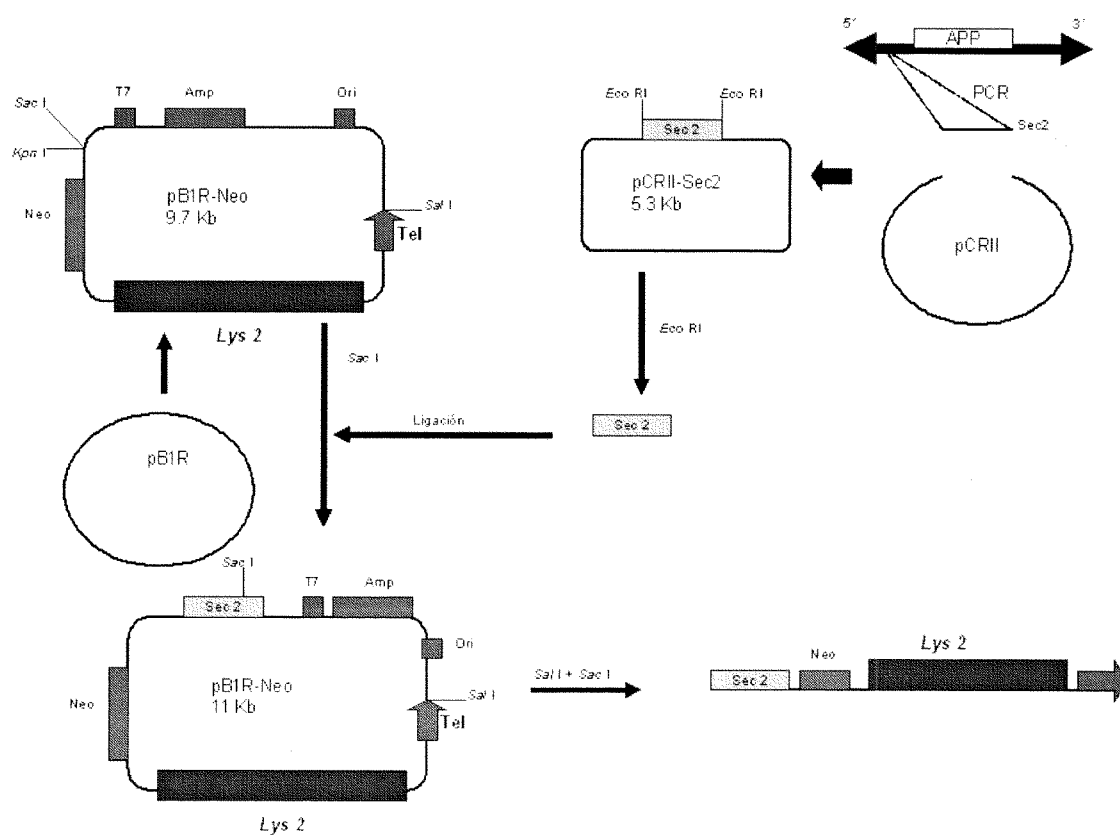 5´
3´
APP
PCR
Sec2
pCRII
Eco RI
Eco RI
Sec 2
pCRII-Sec2
5.3 Kb
Eco RI
Sec 2
Ligación
T7
Amp
Ori
Sac I
Kpn I
Neo
pB1R-Neo
9.7 Kb
Sal I
Tel
Lys 2
Sac I
pB1R
Sac I
Sec 2
T7
Amp
Ori
Neo
pB1R-Neo
11 Kb
Sal I
Tel
Lys 2
Sal I + Sac I
Lys 2
Neo
Sec 2